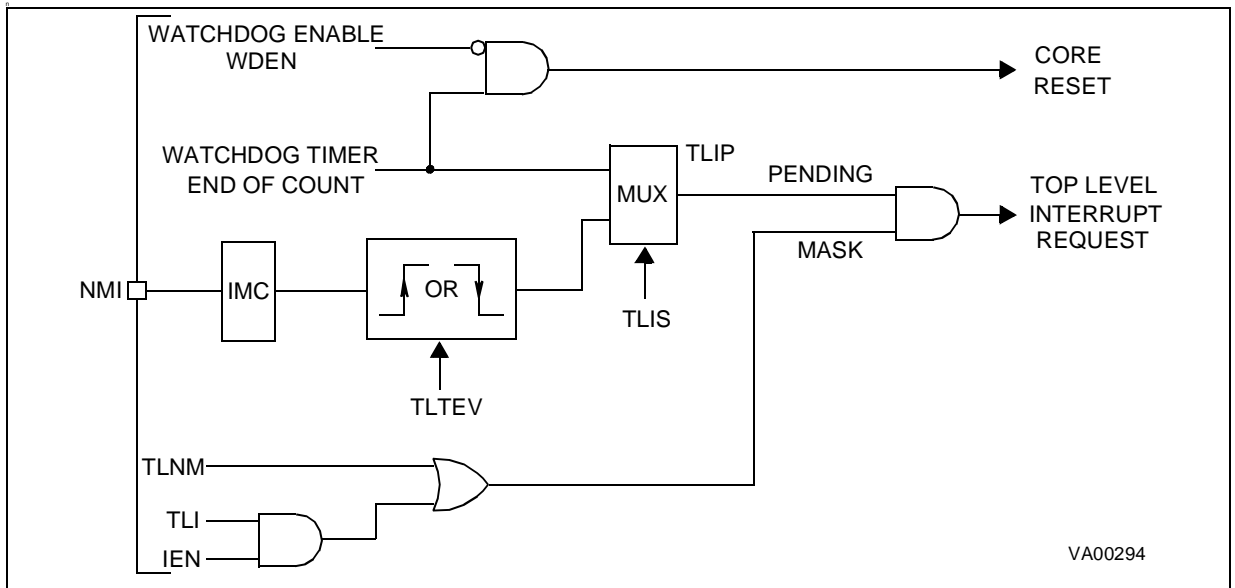 WATCHDOG ENABLE
WDEN
CORE
RESET
WATCHDOG TIMER
END OF COUNT
TLIP
MUX
PENDING
MASK
TOP LEVEL
INTERRUPT
REQUEST
NMI
IMC
OR
TLIS
TLTEV
TLNM
TLI
IEN
VA00294